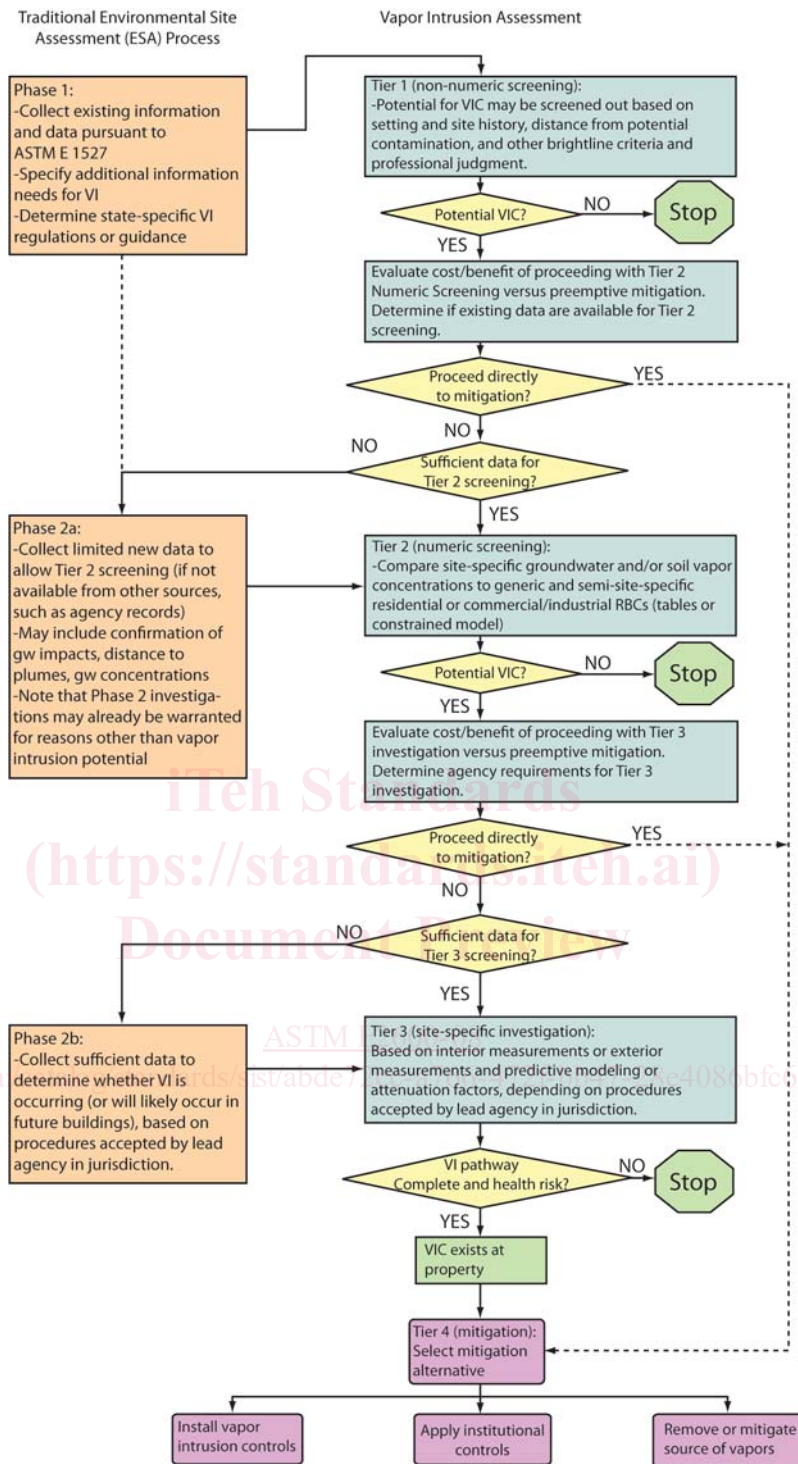 Traditional Environmental Site
Assessment (ESA) Process
Vapor Intrusion Assessment
Phase 1:
-Collect existing information
and data pursuant to
ASTM E 1527
-Specify additional information
needs for VI
-Determine state-specific VI
regulations or guidance
Tier 1 (non-numeric screening):
-Potential for VIC may be screened out based on
setting and site history, distance from potential
contamination, and other brightline criteria and
professional judgment.
Potential VIC?
NO
Stop
YES
Evaluate cost/benefit of proceeding with Tier 2
Numeric Screening versus preemptive mitigation.
Determine if existing data are available for Tier 2
screening.
Proceed directly
to mitigation?
YES
NO
NO
Sufficient data for
Tier 2 screening?
YES
Phase 2a:
-Collect limited new data to
allow Tier 2 screening (if not
available from other sources,
such as agency records)
-May include confirmation of
gw impacts, distance to
plumes, gw concentrations
-Note that Phase 2 investiga-
tions may already be warranted
for reasons other than vapor
intrusion potential
Tier 2 (numeric screening):
-Compare site-specific groundwater and/or soil vapor
concentrations to generic and semi-site-specific
residential or commercial/industrial RBCs (tables or
constrained model)
Potential VIC?
NO
Stop
YES
Evaluate cost/benefit of proceeding with Tier 3
investigation versus preemptive mitigation.
Determine agency requirements for Tier 3
investigation.
iTeh Standards
Proceed directly
to mitigation?
YES
(https://standards.iteh.ai)
NO
Document Preview
NO
Sufficient data for
Tier 3 screening?
YES
ASTM
Phase 2b:
-Collect sufficient data to
determine whether VI is
occurring (or will likely occur in
future buildings), based on
procedures accepted by lead
agency in jurisdiction.
Tier 3 (site-specific investigation):
Based on interior measurements or exterior
measurements and predictive modeling or
attenuation factors, depending on procedures
accepted by lead agency in jurisdiction.
VI pathway
Complete and health risk?
NO
Stop
YES
VIC exists at
property
Tier 4 (mitigation):
Select mitigation
alternative
Install vapor
intrusion controls
Apply institutional
controls
Remove or mitigate
source of vapors